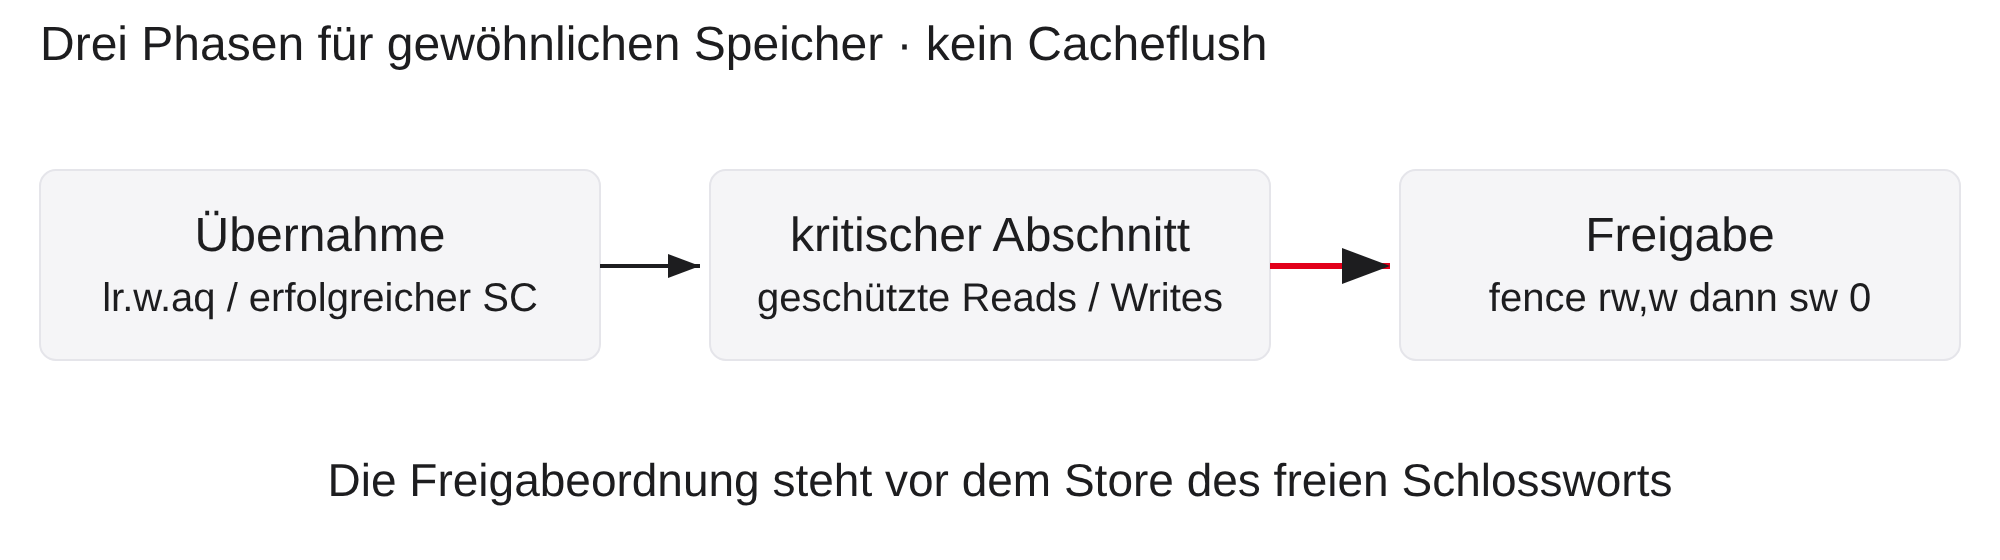 Drei Phasen für gewöhnlichen Speicher · kein Cacheflush
Übernahme
lr.w.aq / erfolgreicher SC
kritischer Abschnitt
geschützte Reads / Writes
Freigabe
fence rw,w dann sw 0
Die Freigabeordnung steht vor dem Store des freien Schlossworts